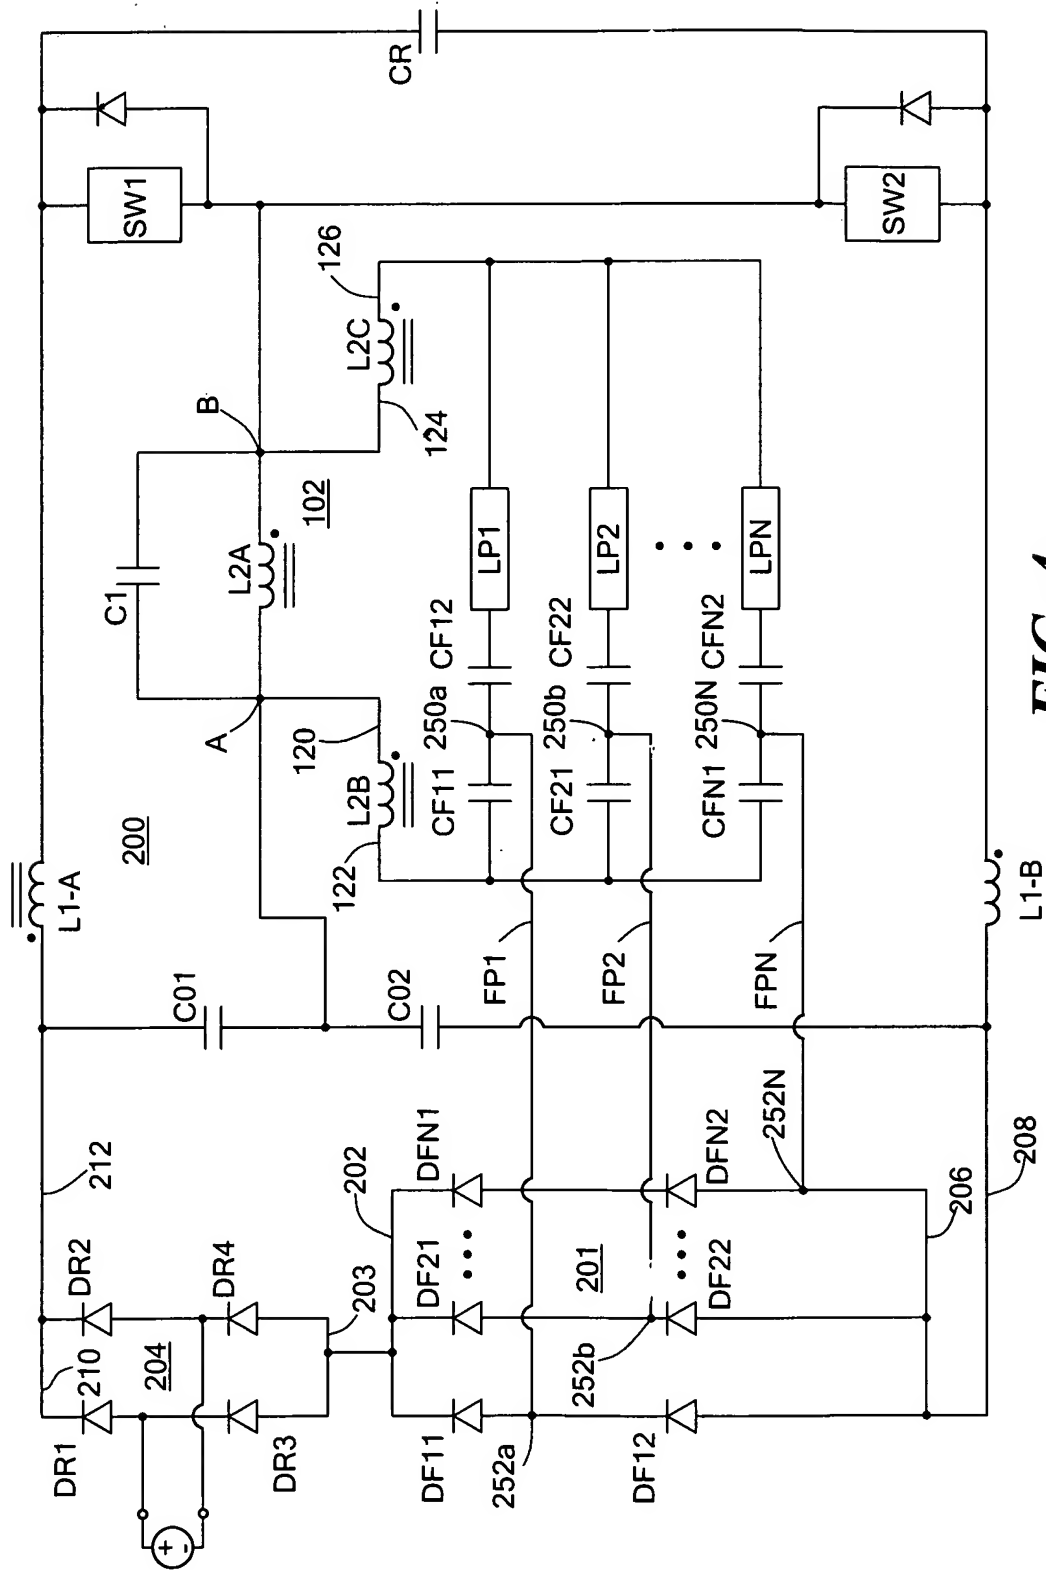 CR
SW1
SW2
126
L2C
124
B
102
C1
L2A
A
120
L2B
122
200
L1-A
L1-B
LP1
LP2
LPN
CF12
250a
CF11
CF22
250b
CF21
CFN2
250N
CFN1
FP1
FP2
FPN
C01
C02
212
DR2
210
204
DR1
DR4
203
DR3
202
DFN1
DF21
201
DFN2
DF22
252N
252b
252a
DF11
DF12
206
208
+
-